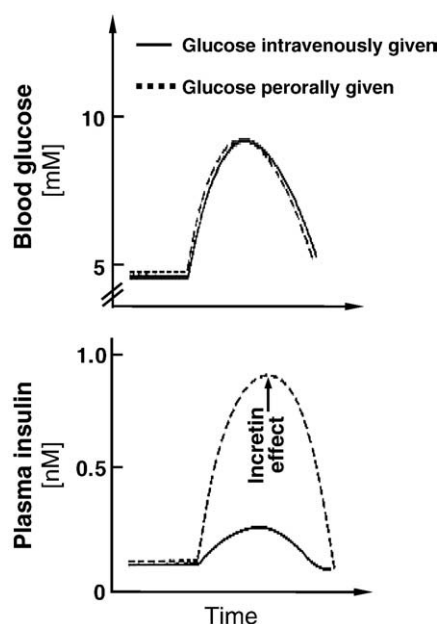 Glucose intravenously given
Glucose perorally given
Blood glucose
[mM]
10
5
Plasma insulin
[nM]
1.0
0.5
0
Incretin
effect
Time